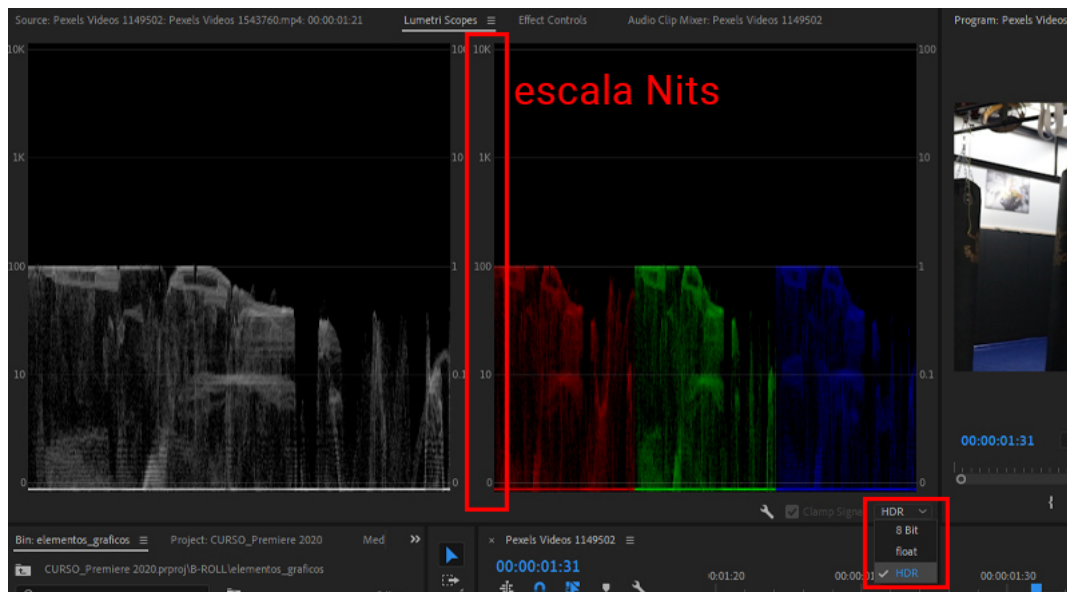 Source: Pexels Videos 1149502: Pexels Videos 1543760.mp4: 00:00:01:21
Lumetri Scopes
Effect Controls
Audio Clip Mixer: Pexels Videos 1149502
Program: Pexels Videos
10K
100
10K
100
escala Nits
1K
10
1K
10
100
1
100
1
10
0.1
10
0.1
0
0
0
0
00:00:01:31
Clamp Signal
HDR
8 Bit
float
HDR
Bin: elementos_graficos
Project: CURSO_Premiere 2020
Med
× Pexels Videos 1149502
CURSO_Premiere 2020.prproj\B-ROLL\elementos_graficos
00:00:01:31
:01:20
00:00:01:30